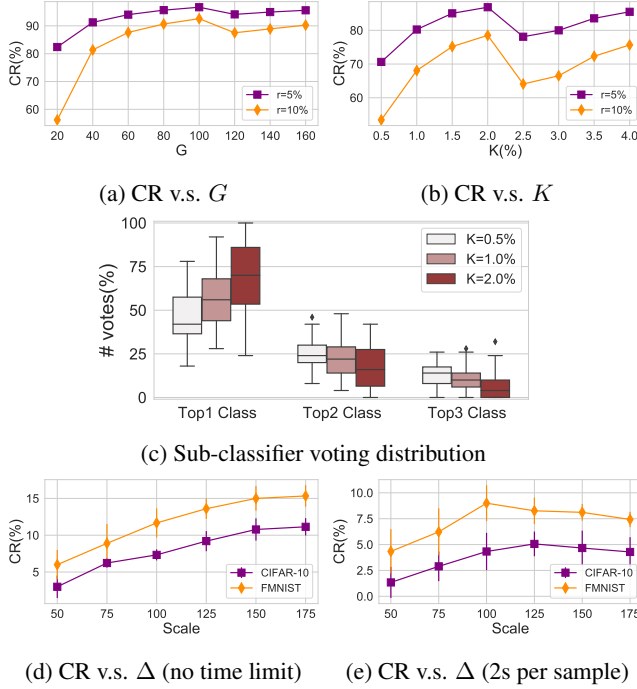 CR(%)
90
80
70
60
r=5%
r=10%
20 40 60 80 100 120 140 160
G
(a) CR v.s. G
CR(%)
80
70
60
r=5%
r=10%
0.5 1.0 1.5 2.0 2.5 3.0 3.5 4.0
K(%)
(b) CR v.s. K
# votes(%)
100
75
50
25
0
K=0.5%
K=1.0%
K=2.0%
Top1 Class Top2 Class Top3 Class
(c) Sub-classifier voting distribution
CR(%)
15
10
5
CIFAR-10
FMNIST
50 75 100 125 150 175
Scale
(d) CR v.s. Δ (no time limit)
CR(%)
10.0
7.5
5.0
2.5
0.0
CIFAR-10
FMNIST
50 75 100 125 150 175
Scale
(e) CR v.s. Δ (2s per sample)